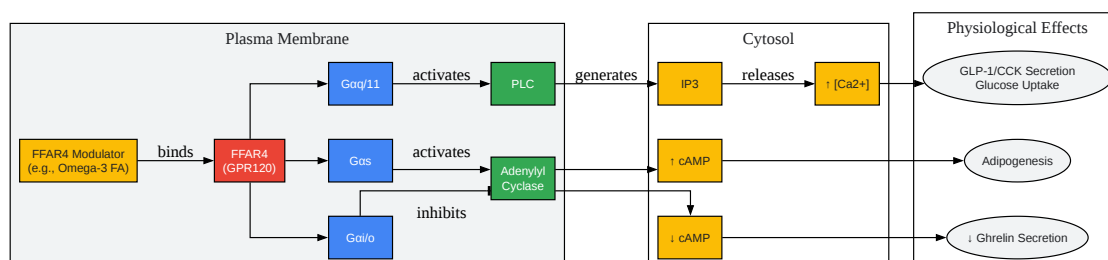 Plasma Membrane
Cytosol
Physiological Effects
Gαq/11
activates
PLC
generates
IP3
releases
↑ [Ca2+]
GLP-1/CCK Secretion
Glucose Uptake
FFAR4 Modulator
(e.g., Omega-3 FA)
binds
FFAR4
(GPR120)
Gαs
activates
Adenylyl
Cyclase
↑ cAMP
Adipogenesis
inhibits
Gαi/o
↓ cAMP
↓ Ghrelin Secretion